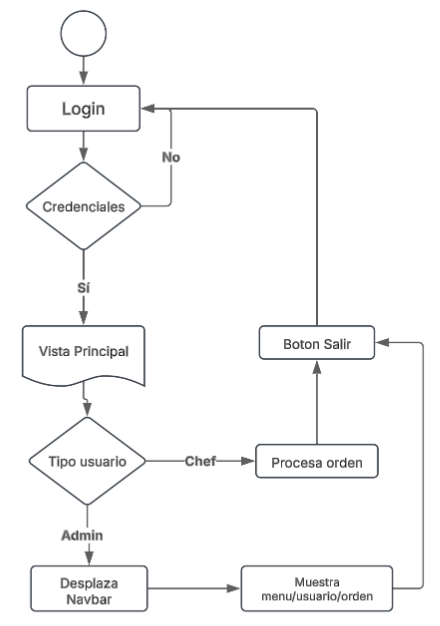 Login
No
Credenciales
Sí
Vista Principal
Boton Salir
Tipo usuario
Chef
Procesa orden
Admin
Desplaza
Navbar
Muestra
menu/usuario/orden